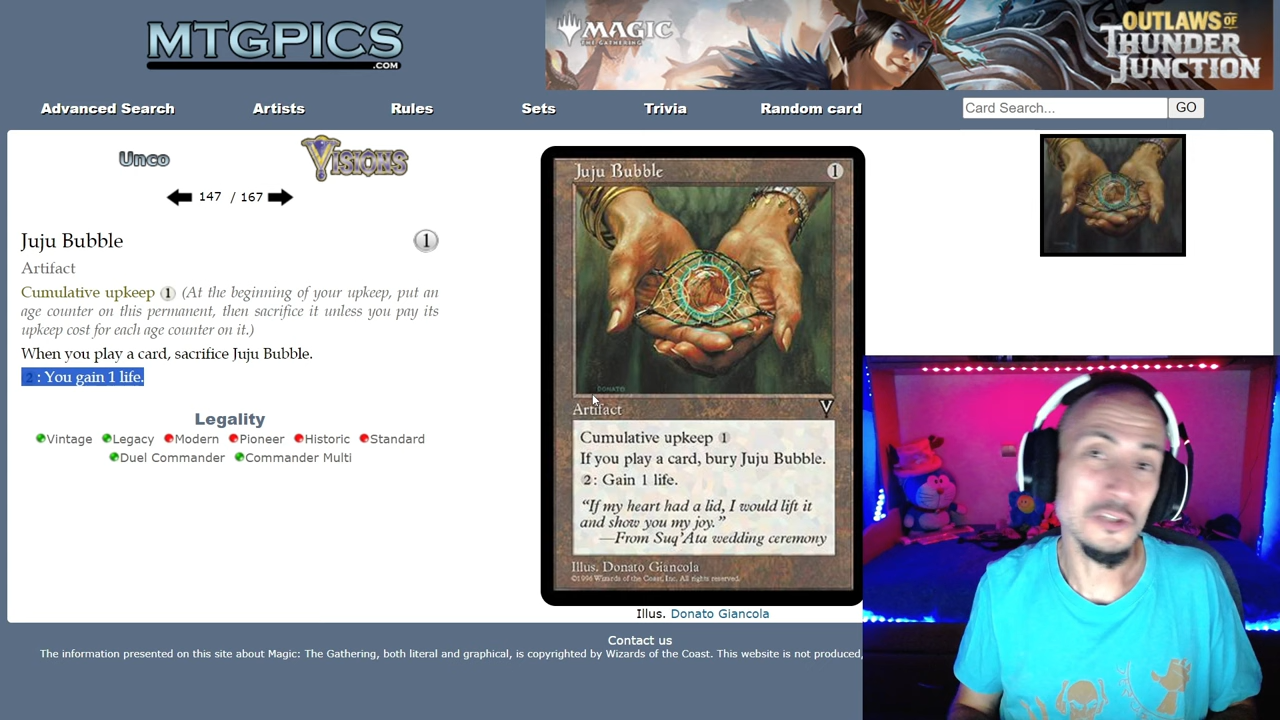 MTGPICS
.COM
MAGIC
THE GATHERING
OUTLAWS OF
THUNDER
JUNCTION
Advanced Search
Artists
Rules
Sets
Trivia
Random card
Card Search...
GO
Unco
VISIONS
147 / 167
Juju Bubble
1
Artifact
Cumulative upkeep 1 (At the beginning of your upkeep, put an
age counter on this permanent, then sacrifice it unless you pay its
upkeep cost for each age counter on it.)
When you play a card, sacrifice Juju Bubble.
2 : You gain 1 life.
Legality
Vintage Legacy Modern Pioneer Historic Standard
Duel Commander Commander Multi
Juju Bubble
1
DONATO
Artifact
V
Cumulative upkeep 1
If you play a card, bury Juju Bubble.
2: Gain 1 life.
“If my heart had a lid, I would lift it
and show you my joy.”
—From Suq'Ata wedding ceremony
Illus. Donato Giancola
©1996 Wizards of the Coast, Inc. All rights reserved.
Illus. Donato Giancola
Contact us
The information presented on this site about Magic: The Gathering, both literal and graphical, is copyrighted by Wizards of the Coast. This website is not produced,